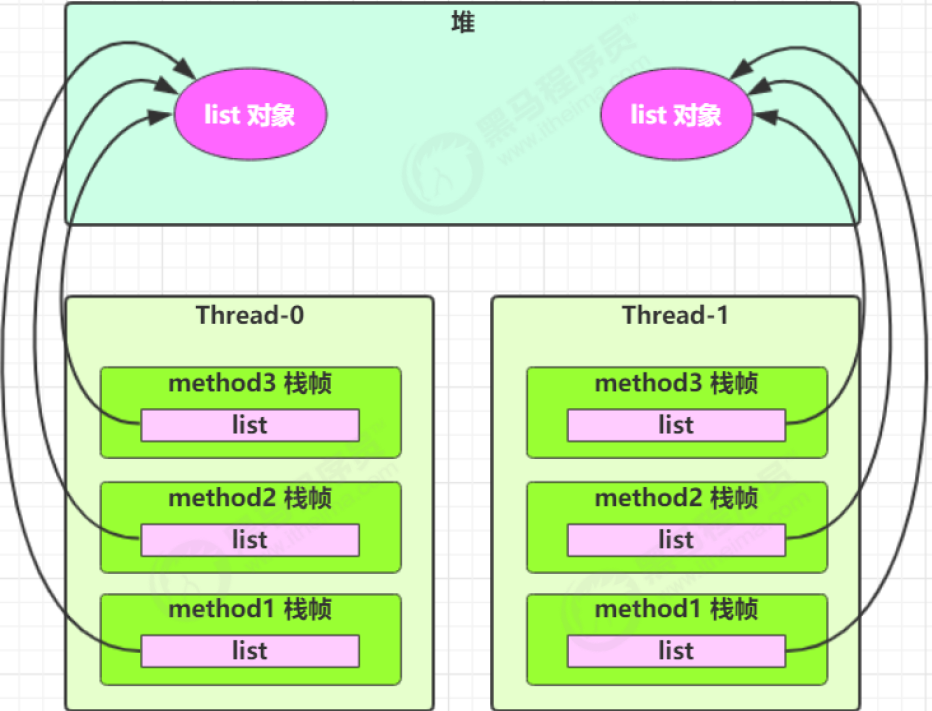 堆
list 对象
list 对象
黑马程序员™
www.itheima.com
Thread-0
Thread-1
method3 栈帧
list
method3 栈帧
list
method2 栈帧
list
method2 栈帧
list
method1 栈帧
list
method1 栈帧
list